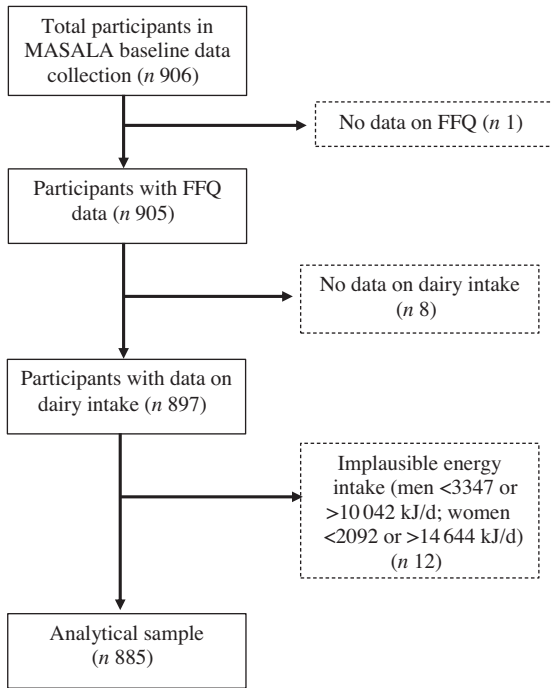 Total participants in
MASALA baseline data
collection (n 906)
No data on FFQ (n 1)
Participants with FFQ
data (n 905)
No data on dairy intake
(n 8)
Participants with data on
dairy intake (n 897)
Implausible energy
intake (men <3347 or
>10 042 kJ/d; women
<2092 or >14 644 kJ/d)
(n 12)
Analytical sample
(n 885)